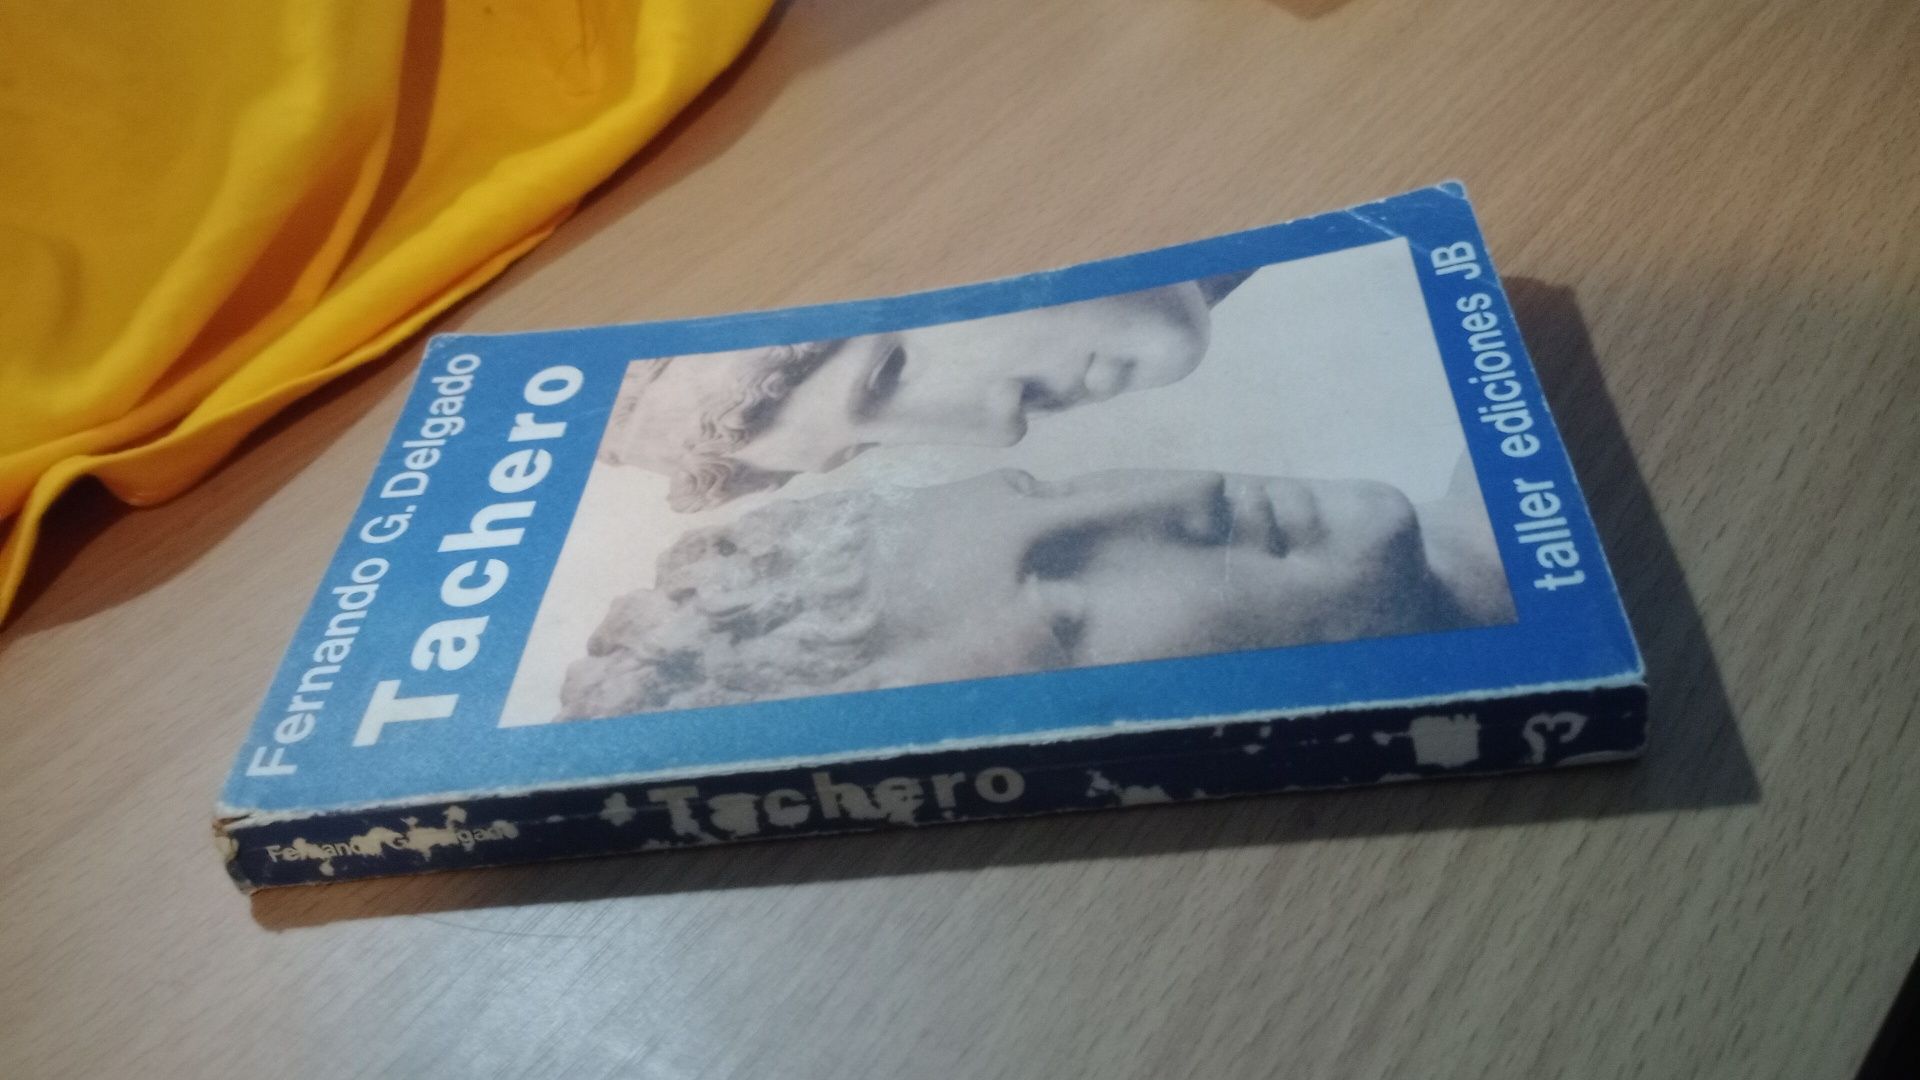 Fernando G. Delgado
Tachero
taller ediciones JB
Tachero
3